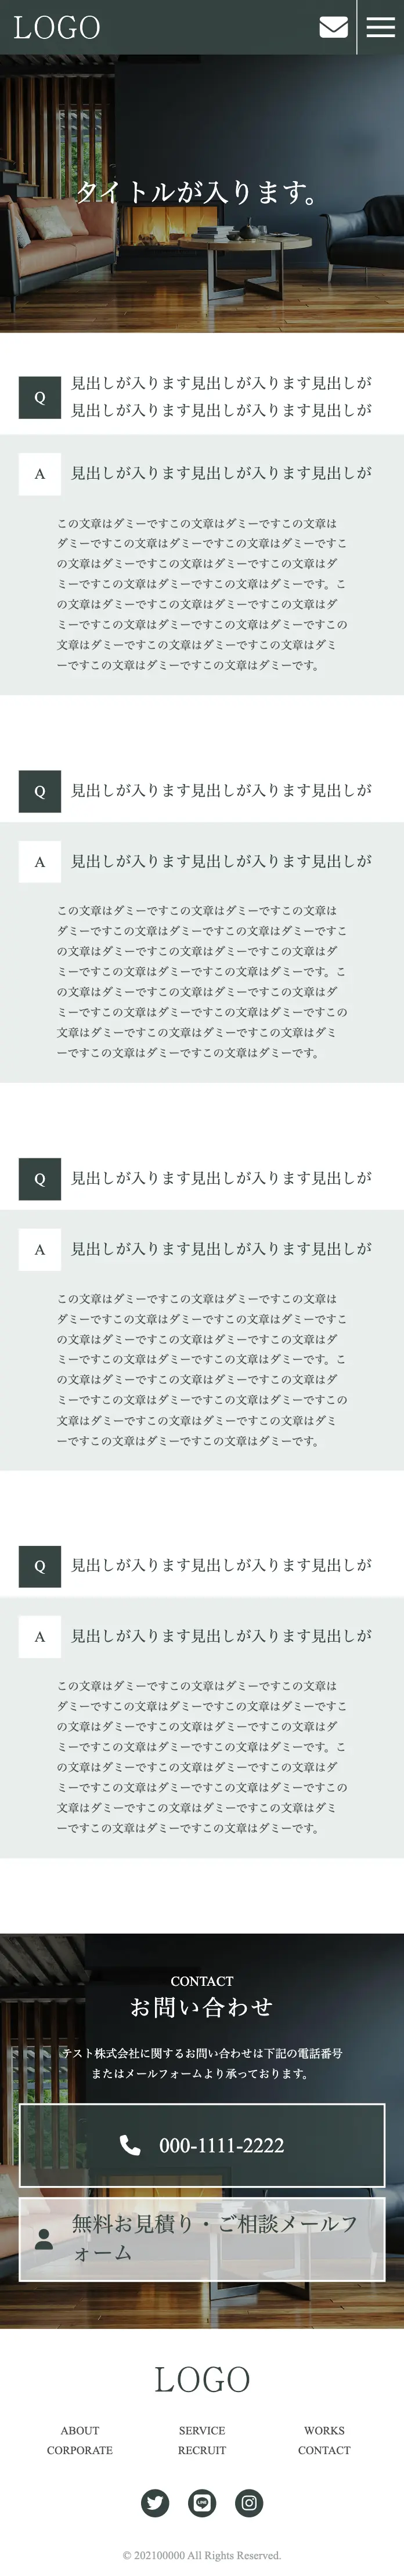 LOGO
タイトルが入ります。
Q
見出しが入ります見出しが入ります見出しが
見出しが入ります見出しが入ります見出しが
A
見出しが入ります見出しが入ります見出しが
この文章はダミーですこの文章はダミーですこの文章は
ダミーですこの文章はダミーですこの文章はダミーですこ
の文章はダミーですこの文章はダミーですこの文章はダ
ミーですこの文章はダミーですこの文章はダミーです。こ
の文章はダミーですこの文章はダミーですこの文章はダ
ミーですこの文章はダミーですこの文章はダミーですこの
文章はダミーですこの文章はダミーですこの文章はダミ
ーですこの文章はダミーですこの文章はダミーです。
Q
見出しが入ります見出しが入ります見出しが
A
見出しが入ります見出しが入ります見出しが
この文章はダミーですこの文章はダミーですこの文章は
ダミーですこの文章はダミーですこの文章はダミーですこ
の文章はダミーですこの文章はダミーですこの文章はダ
ミーですこの文章はダミーですこの文章はダミーです。こ
の文章はダミーですこの文章はダミーですこの文章はダ
ミーですこの文章はダミーですこの文章はダミーですこの
文章はダミーですこの文章はダミーですこの文章はダミ
ーですこの文章はダミーですこの文章はダミーです。
Q
見出しが入ります見出しが入ります見出しが
A
見出しが入ります見出しが入ります見出しが
この文章はダミーですこの文章はダミーですこの文章は
ダミーですこの文章はダミーですこの文章はダミーですこ
の文章はダミーですこの文章はダミーですこの文章はダ
ミーですこの文章はダミーですこの文章はダミーです。こ
の文章はダミーですこの文章はダミーですこの文章はダ
ミーですこの文章はダミーですこの文章はダミーですこの
文章はダミーですこの文章はダミーですこの文章はダミ
ーですこの文章はダミーですこの文章はダミーです。
Q
見出しが入ります見出しが入ります見出しが
A
見出しが入ります見出しが入ります見出しが
この文章はダミーですこの文章はダミーですこの文章は
ダミーですこの文章はダミーですこの文章はダミーですこ
の文章はダミーですこの文章はダミーですこの文章はダ
ミーですこの文章はダミーですこの文章はダミーです。こ
の文章はダミーですこの文章はダミーですこの文章はダ
ミーですこの文章はダミーですこの文章はダミーですこの
文章はダミーですこの文章はダミーですこの文章はダミ
ーですこの文章はダミーですこの文章はダミーです。
CONTACT
お問い合わせ
テスト株式会社に関するお問い合わせは下記の電話番号
またはメールフォームより承っております。
000-1111-2222
無料お見積り・ご相談メールフ
ォーム
LOGO
ABOUT SERVICE WORKS
CORPORATE RECRUIT CONTACT
LINE
© 202100000 All Rights Reserved.